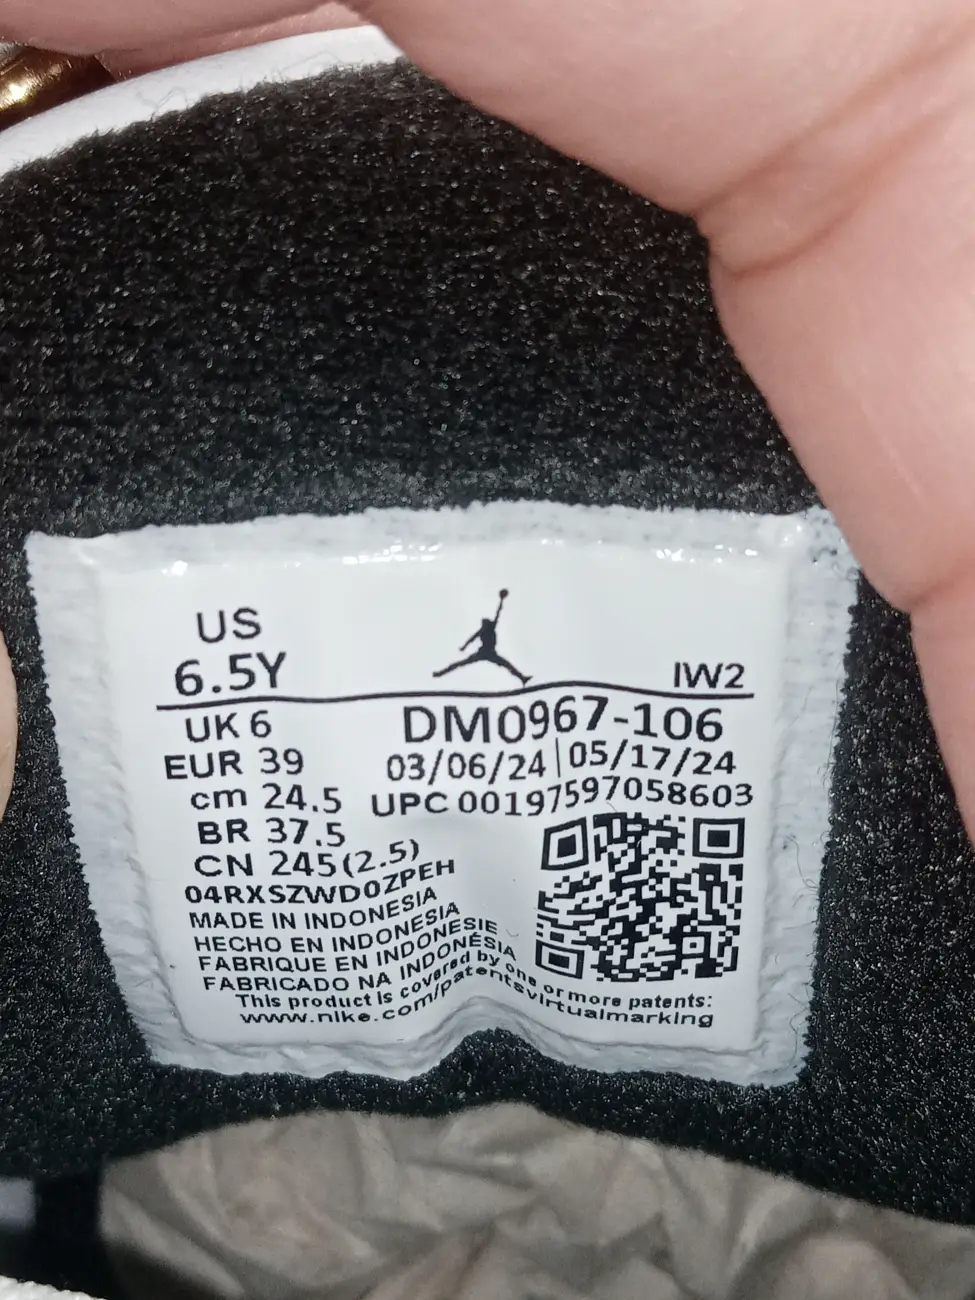 US
6.5Y
IW2
UK 6
DM0967-106
EUR 39
03/06/24 | 05/17/24
cm 24.5
UPC 00197597058603
BR 37.5
CN 245(2.5)
04RXSZWD0ZPEH
MADE IN INDONESIA
HECHO EN INDONESIA
FABRIQUE EN INDONESIE
FABRICADO NA INDONÉSIA
This product is covered by one or more patents:
www.nike.com/patentsvirtualmarking